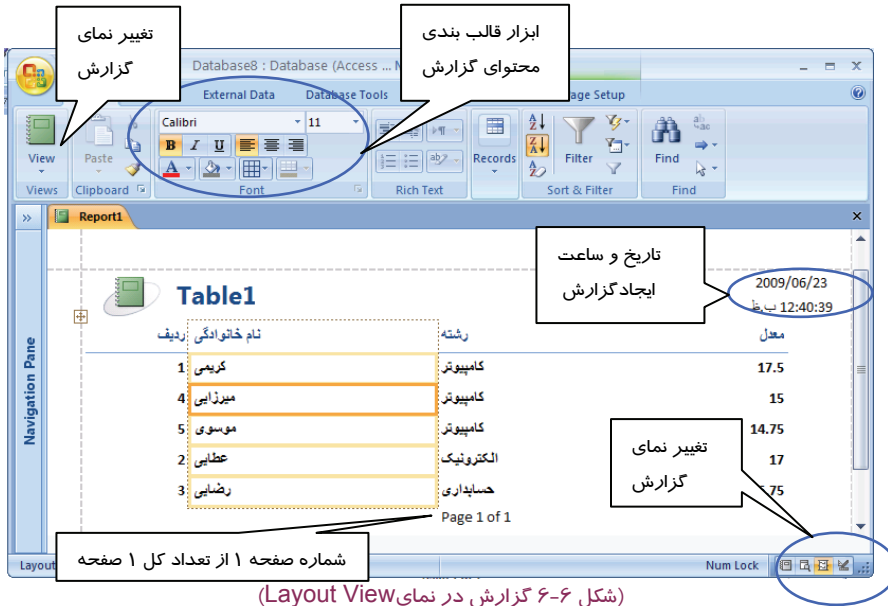 تغییر نمای
گزارش
ابزار قالب بندی
محتوای گزارش
Database8 : Database (Access ...
External Data
Database Tools
age Setup
Calibri
11
B I U
View
Paste
Records
Filter
Find
Views
Clipboard
Font
Rich Text
Sort & Filter
Find
Report1
تاریخ و ساعت
ایجاد گزارش
2009/06/23
12:40:39 ب.ظ
Table1
Navigation Pane
ردیف نام خانوادگی رشته معدل
1 کریمی کامپیوتر 17.5
4 میرزایی کامپیوتر 15
5 موسوی کامپیوتر 14.75
2 عطایی الکترونیک 17
3 رضایی حسابداری .75
تغییر نمای
گزارش
Page 1 of 1
شماره صفحه ۱ از تعداد کل ۱ صفحه
Layou
Num Lock
(شکل ۶-۶ گزارش در نمای Layout View)